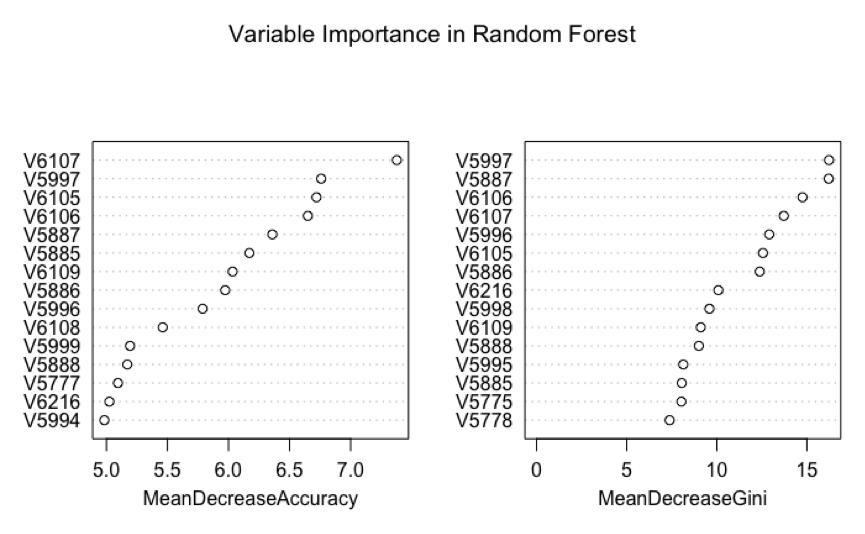 Variable Importance in Random Forest
V6107
V5997
V6105
V6106
V5887
V5885
V6109
V5886
V5996
V6108
V5999
V5888
V5777
V6216
V5994
5.0 5.5 6.0 6.5 7.0
MeanDecreaseAccuracy
V5997
V5887
V6106
V6107
V5996
V6105
V5886
V6216
V5998
V6109
V5888
V5995
V5885
V5775
V5778
0 5 10 15
MeanDecreaseGini